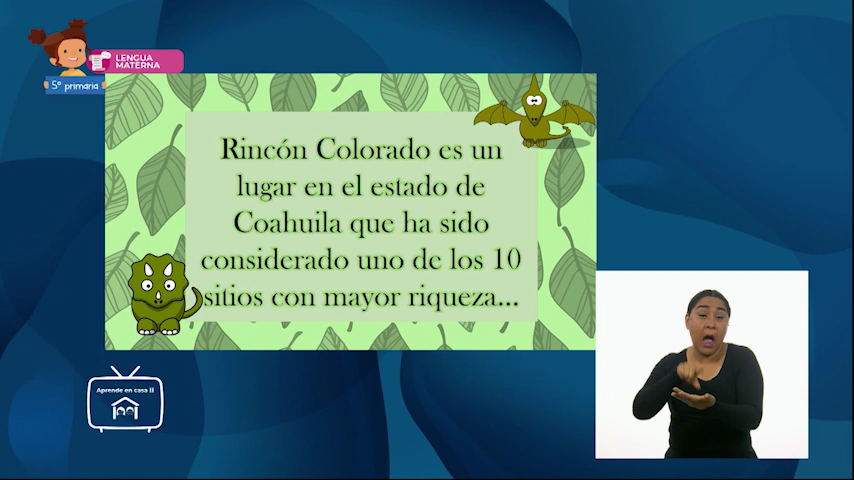 LENGUA
MATERNA
5° primaria
Rincón Colorado es un
lugar en el estado de
Coahuila que ha sido
considerado uno de los 10
sitios con mayor riqueza...
Aprende en casa II